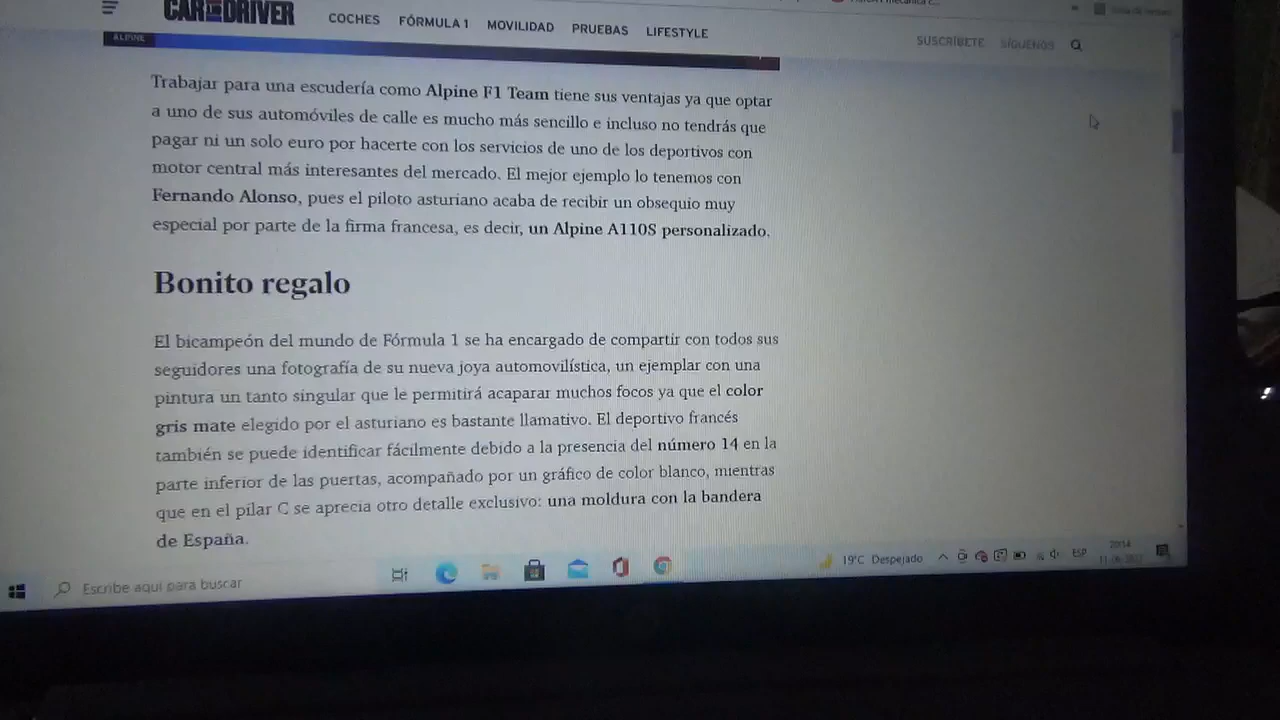 CAR AND DRIVER
COCHES FÓRMULA 1 MOVILIDAD PRUEBAS LIFESTYLE
SUSCRÍBETE SÍGUENOS
ALPINE
Trabajar para una escudería como Alpine F1 Team tiene sus ventajas ya que optar
a uno de sus automóviles de calle es mucho más sencillo e incluso no tendrás que
pagar ni un solo euro por hacerte con los servicios de uno de los deportivos con
motor central más interesantes del mercado. El mejor ejemplo lo tenemos con
Fernando Alonso, pues el piloto asturiano acaba de recibir un obsequio muy
especial por parte de la firma francesa, es decir, un Alpine A110S personalizado.
Bonito regalo
El bicampeón del mundo de Fórmula 1 se ha encargado de compartir con todos sus
seguidores una fotografía de su nueva joya automovilística, un ejemplar con una
pintura un tanto singular que le permitirá acaparar muchos focos ya que el color
gris mate elegido por el asturiano es bastante llamativo. El deportivo francés
también se puede identificar fácilmente debido a la presencia del número 14 en la
parte inferior de las puertas, acompañado por un gráfico de color blanco, mientras
que en el pilar C se aprecia otro detalle exclusivo: una moldura con la bandera
de España.
Escribe aquí para buscar
19°C Despejado
ESP
20:14